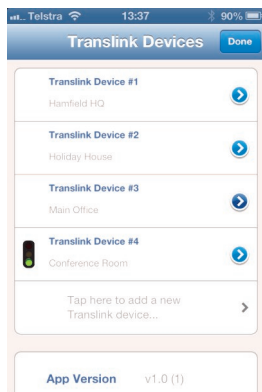 Telstra 13:37 90%
Translink Devices Done
Translink Device #1
Hamfield HQ
Translink Device #2
Holiday House
Translink Device #3
Main Office
Translink Device #4
Conference Room
Tap here to add a new
Translink device...
App Version v1.0 (1)